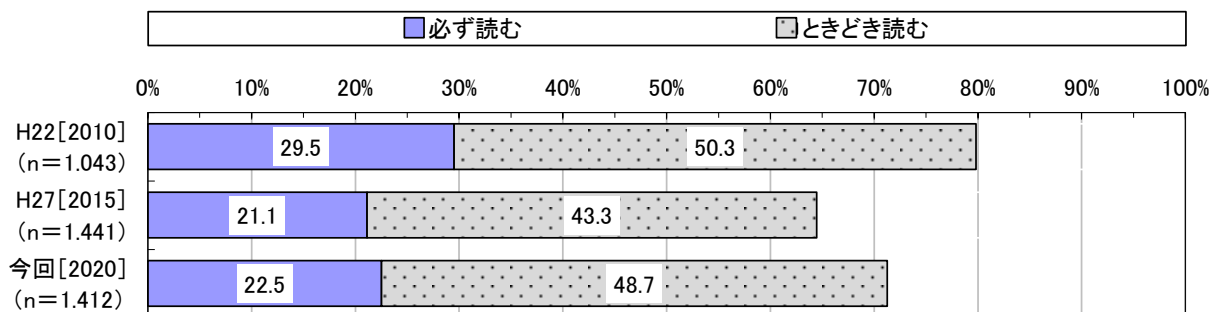 必ず読む ときどき読む
0% 10% 20% 30% 40% 50% 60% 70% 80% 90% 100%
H22[2010]
(n=1.043)
29.5 50.3
H27[2015]
(n=1.441)
21.1 43.3
今回[2020]
(n=1.412)
22.5 48.7